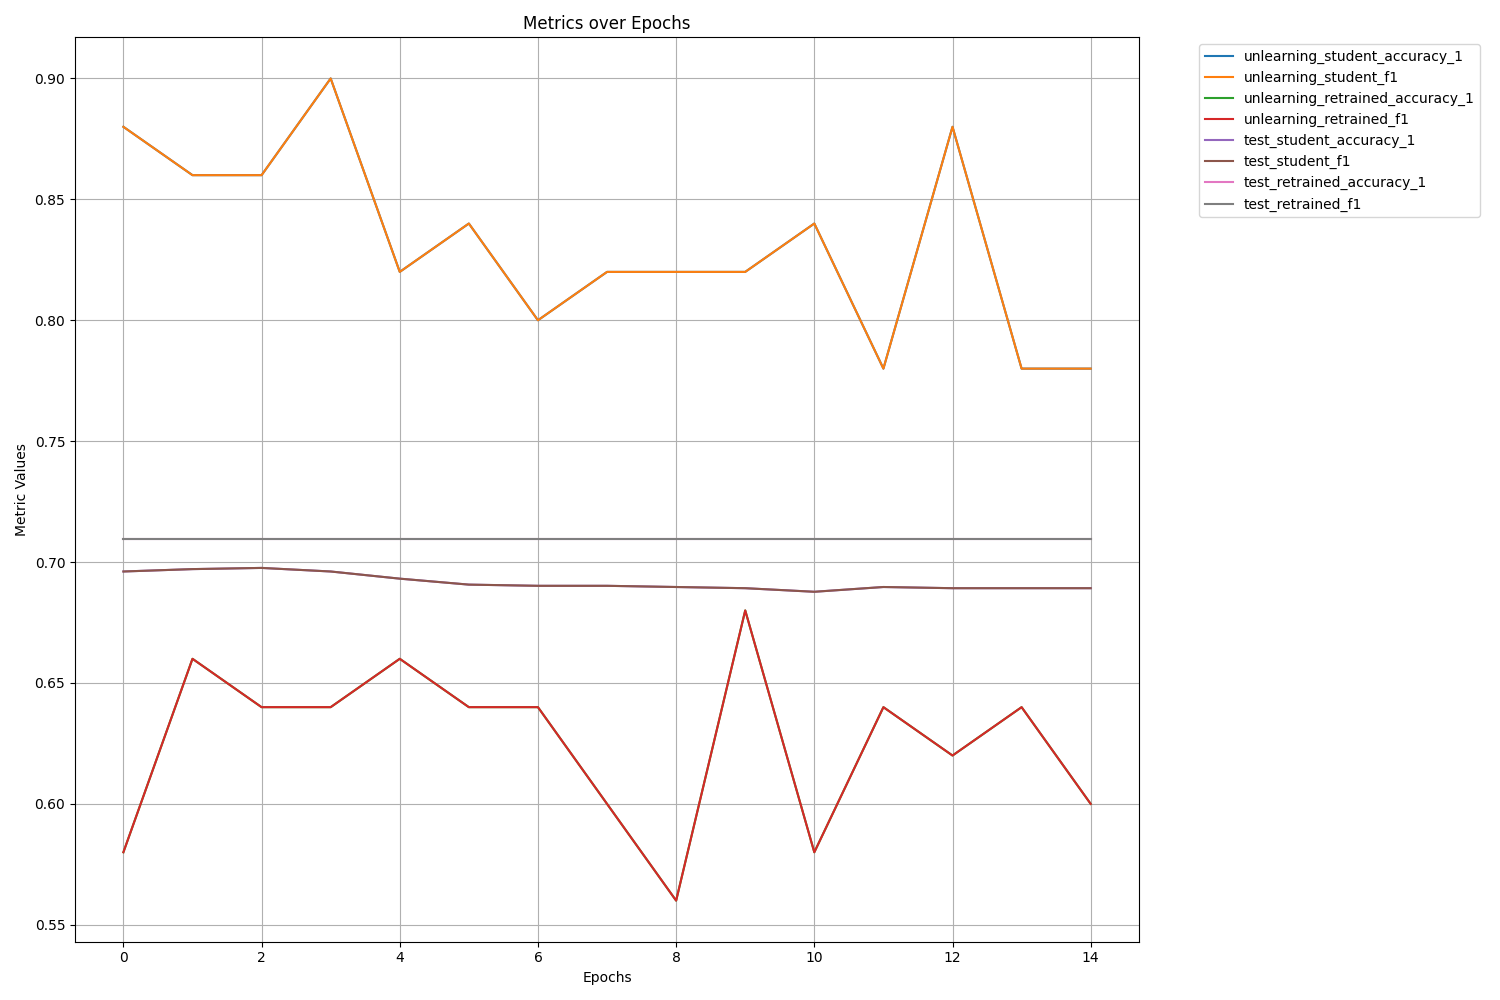 Metrics over Epochs
unlearning_student_accuracy_1
unlearning_student_f1
unlearning_retrained_accuracy_1
unlearning_retrained_f1
test_student_accuracy_1
test_student_f1
test_retrained_accuracy_1
test_retrained_f1
Metric Values
0.90
0.85
0.80
0.75
0.70
0.65
0.60
0.55
0 2 4 6 8 10 12 14
Epochs